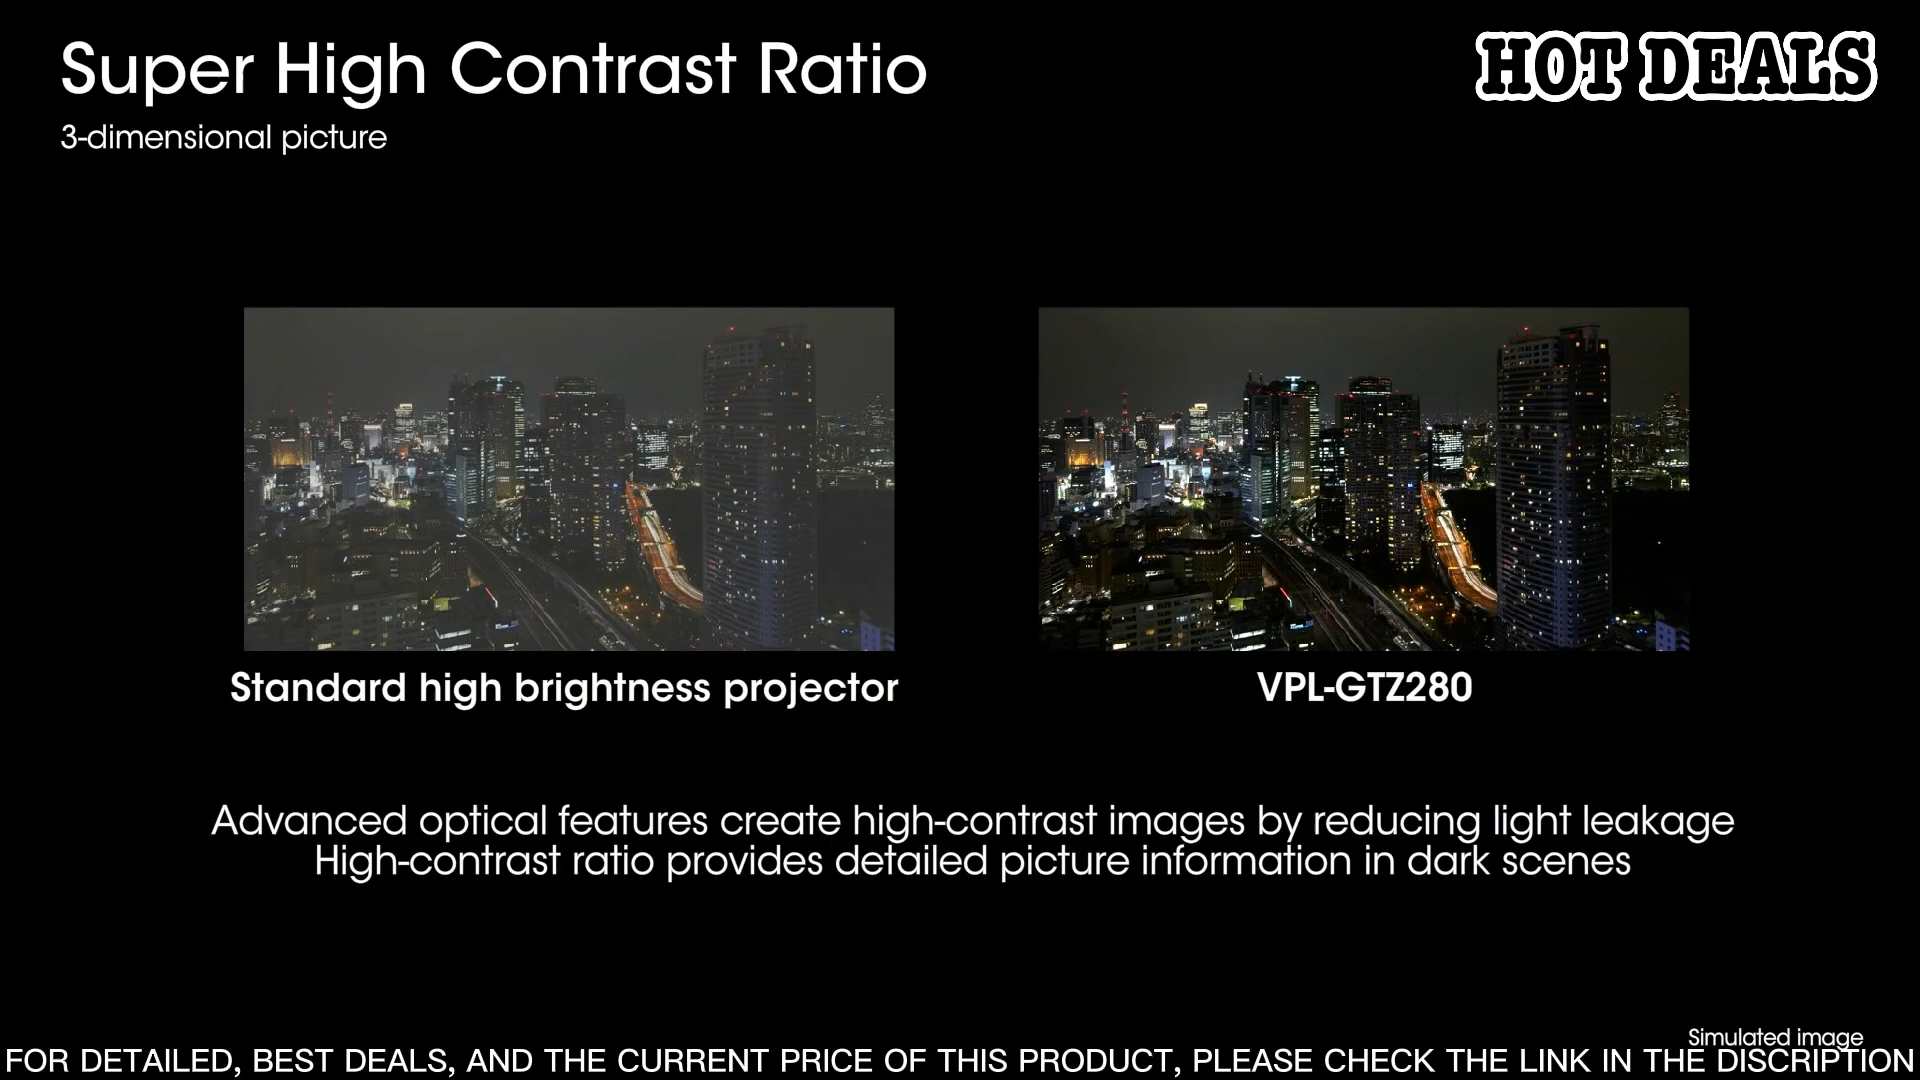 Super High Contrast Ratio
HOT DEALS
3-dimensional picture
Standard high brightness projector
VPL-GTZ280
Advanced optical features create high-contrast images by reducing light leakage
High-contrast ratio provides detailed picture information in dark scenes
Simulated image
FOR DETAILED, BEST DEALS, AND THE CURRENT PRICE OF THIS PRODUCT, PLEASE CHECK THE LINK IN THE DISCRIPTION